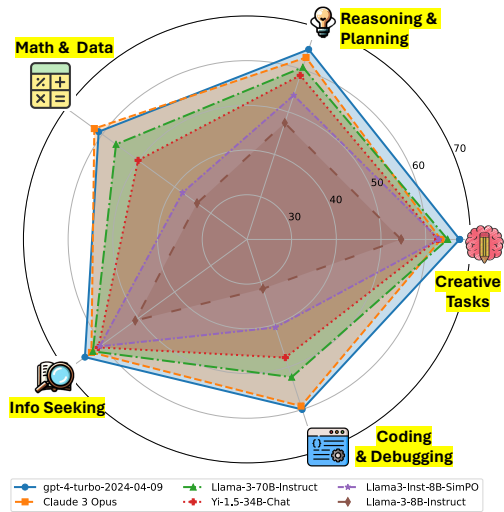 Reasoning &
Planning
Math & Data
70
60
50
40
30
Creative
Tasks
Info Seeking
Coding
& Debugging
gpt-4-turbo-2024-04-09
Claude 3 Opus
Llama-3-70B-Instruct
Yi-1.5-34B-Chat
Llama3-Inst-8B-SimPO
Llama-3-8B-Instruct